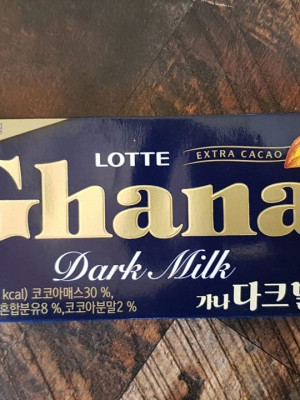 LOTTE
EXTRA CACAO
Ghana
Dark Milk
kcal) 코코아매스30 %,
혼합분유8 %,코코아분말2 %
가나다크